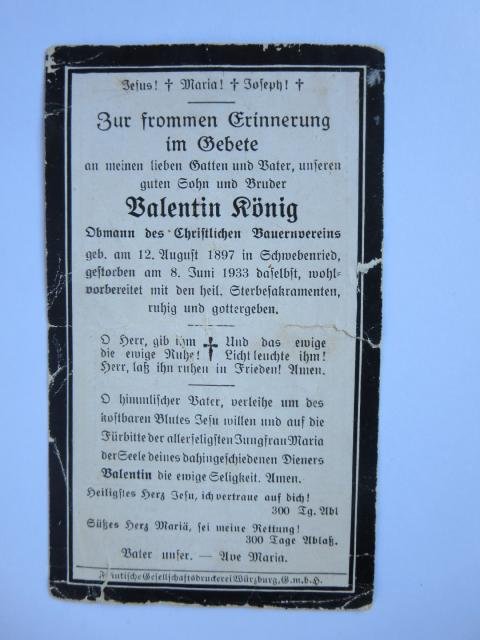 Jesus! † Maria! † Joseph! †
Zur frommen Erinnerung
im Gebete
an meinen lieben Gatten und Vater, unseren
guten Sohn und Bruder
Valentin König
Obmann des Christlichen Bauernvereins
geb. am 12. August 1897 in Schwebenried,
gestorben am 8. Juni 1933 daselbst, wohl-
vorbereitet mit den heil. Sterbesakramenten,
ruhig und gottergeben.
O Herr, gib ihm † Und das ewige
die ewige Ruhe! Licht leuchte ihm!
Herr, laß ihn ruhen in Frieden! Amen.
O himmlischer Vater, verleihe um des
kostbaren Blutes Jesu willen und auf die
Fürbitte der allerseligsten Jungfrau Maria
der Seele deines dahingeschiedenen Dieners
Valentin die ewige Seligkeit. Amen.
Heiligstes Herz Jesu, ich vertraue auf dich!
300 Tg. Abl
Süßes Herz Mariä, sei meine Rettung!
300 Tage Ablaß.
Vater unser. — Ave Maria.
Fränkische Gesellschaftsdruckerei Würzburg, G.m.b.H.